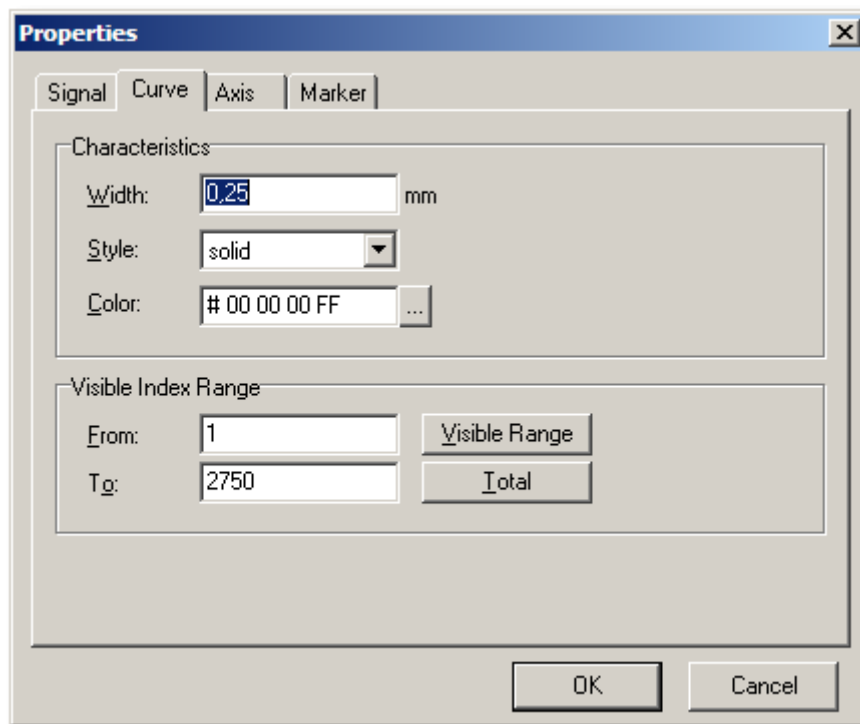 Properties
Signal Curve Axis Marker
Characteristics
Width: 0,25 mm
Style: solid
Color: # 00 00 00 FF ...
Visible Index Range
From: 1 Visible Range
To: 2750 Total
OK Cancel